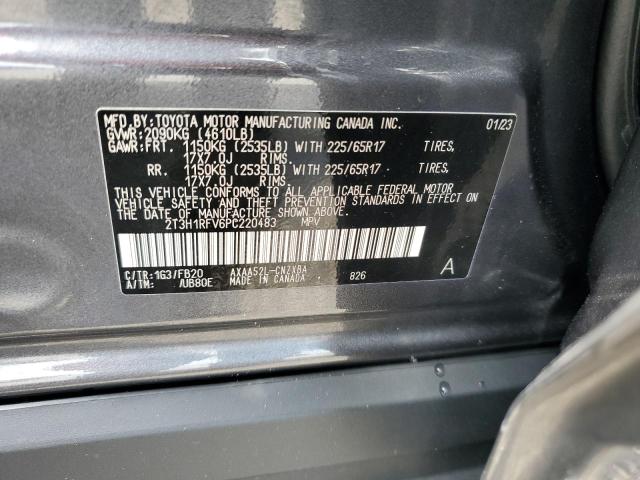 MFD.BY:TOYOTA MOTOR MANUFACTURING CANADA INC. 01/23
GVWR:2090KG (4610LB)
GAWR:FRT. 1150KG (2535LB) WITH 225/65R17 TIRES,
17X7.0J RIMS.
RR. 1150KG (2535LB) WITH 225/65R17 TIRES,
17X7.0J RIMS.
THIS VEHICLE CONFORMS TO ALL APPLICABLE FEDERAL MOTOR
VEHICLE SAFETY AND THEFT PREVENTION STANDARDS IN EFFECT
ON THE DATE OF MANUFACTURE SHOWN ABOVE.
2T3H1RFV6PC220483 MPV
C/TR:1G3/FB20 AXAA52L-CNZXBA 826 A
A/TM: /UB80E MADE IN CANADA